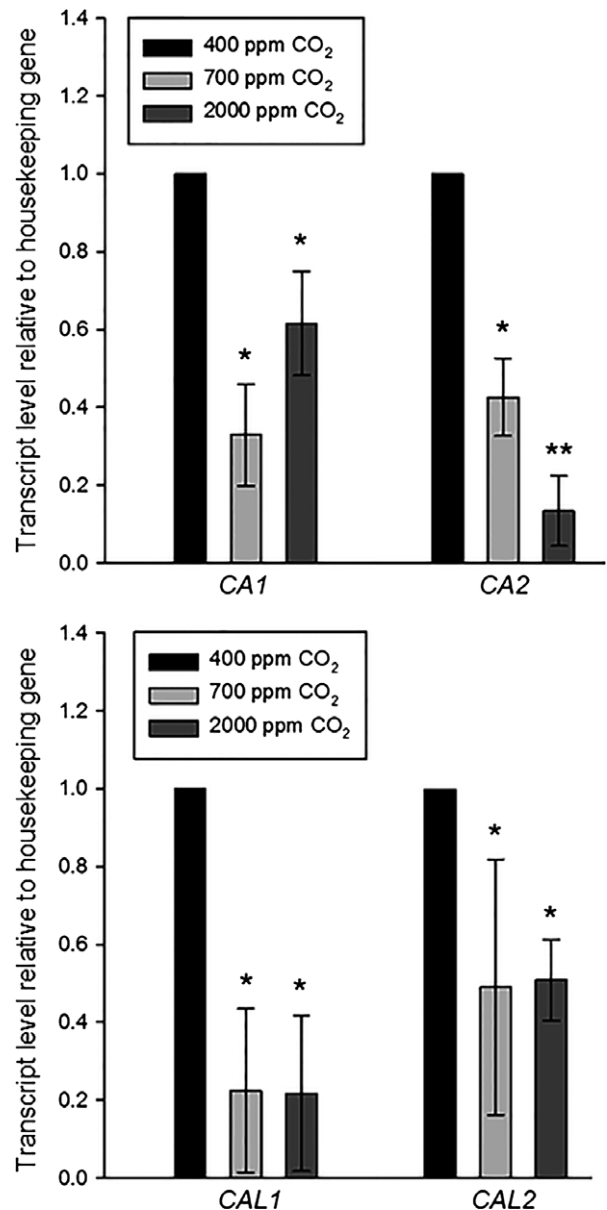 Transcript level relative to housekeeping gene
1.4
1.2
1.0
0.8
0.6
0.4
0.2
0.0
400 ppm CO₂
700 ppm CO₂
2000 ppm CO₂
*
*
*
**
CA1
CA2
Transcript level relative to housekeeping gene
1.4
1.2
1.0
0.8
0.6
0.4
0.2
0.0
400 ppm CO₂
700 ppm CO₂
2000 ppm CO₂
*
*
*
*
CAL1
CAL2